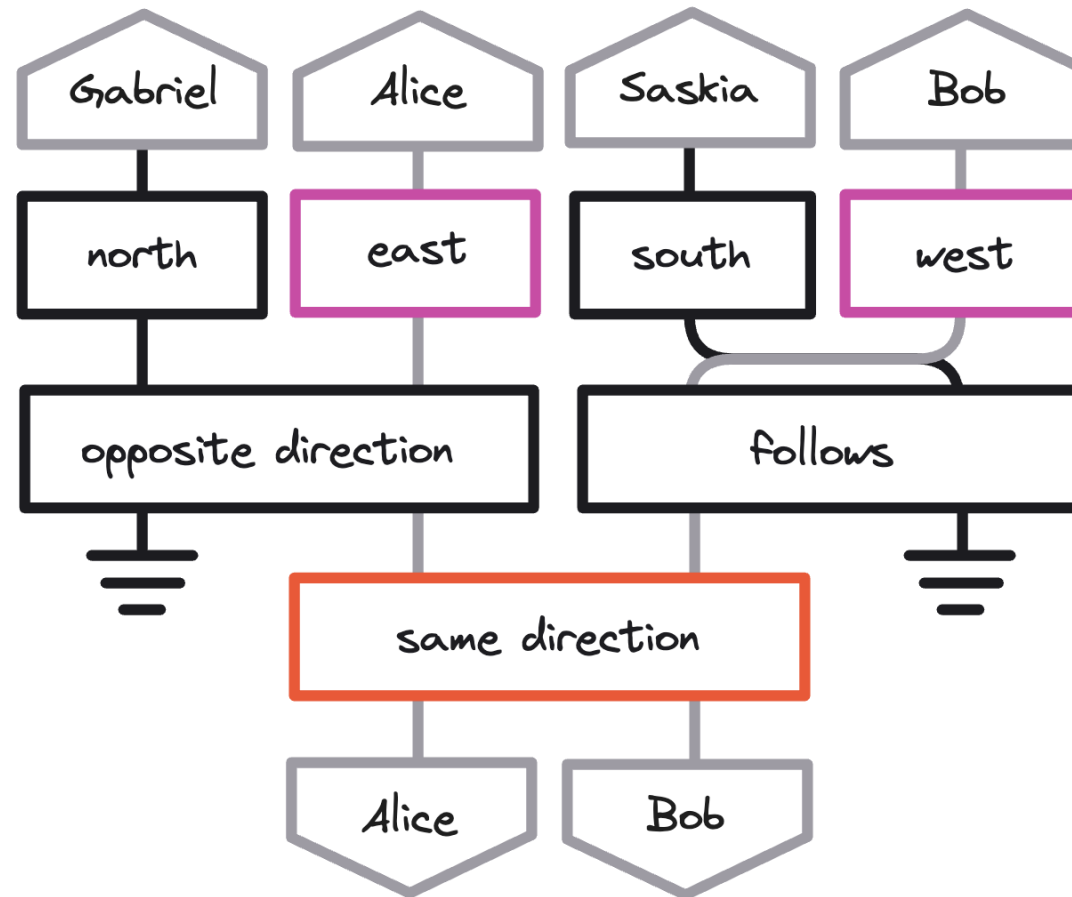 Gabriel
Alice
Saskia
Bob
north
east
south
west
opposite direction
follows
same direction
Alice
Bob